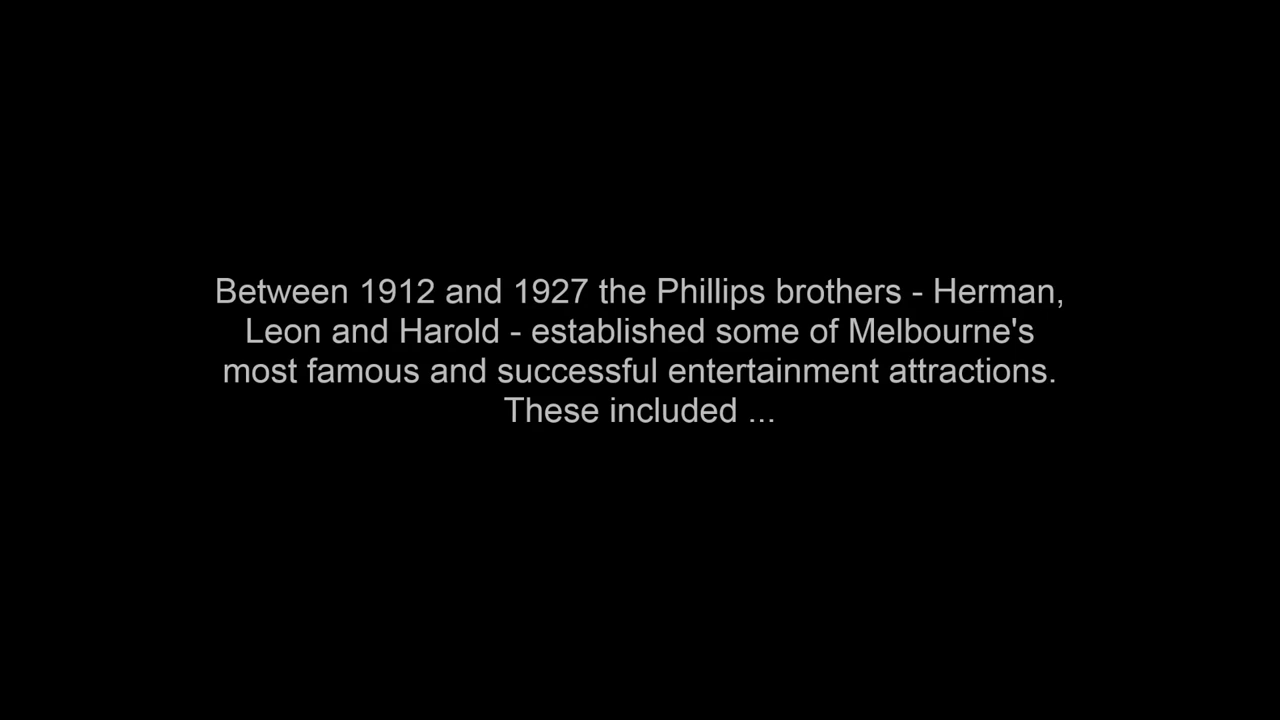 Between 1912 and 1927 the Phillips brothers - Herman,
Leon and Harold - established some of Melbourne's
most famous and successful entertainment attractions.
These included ...